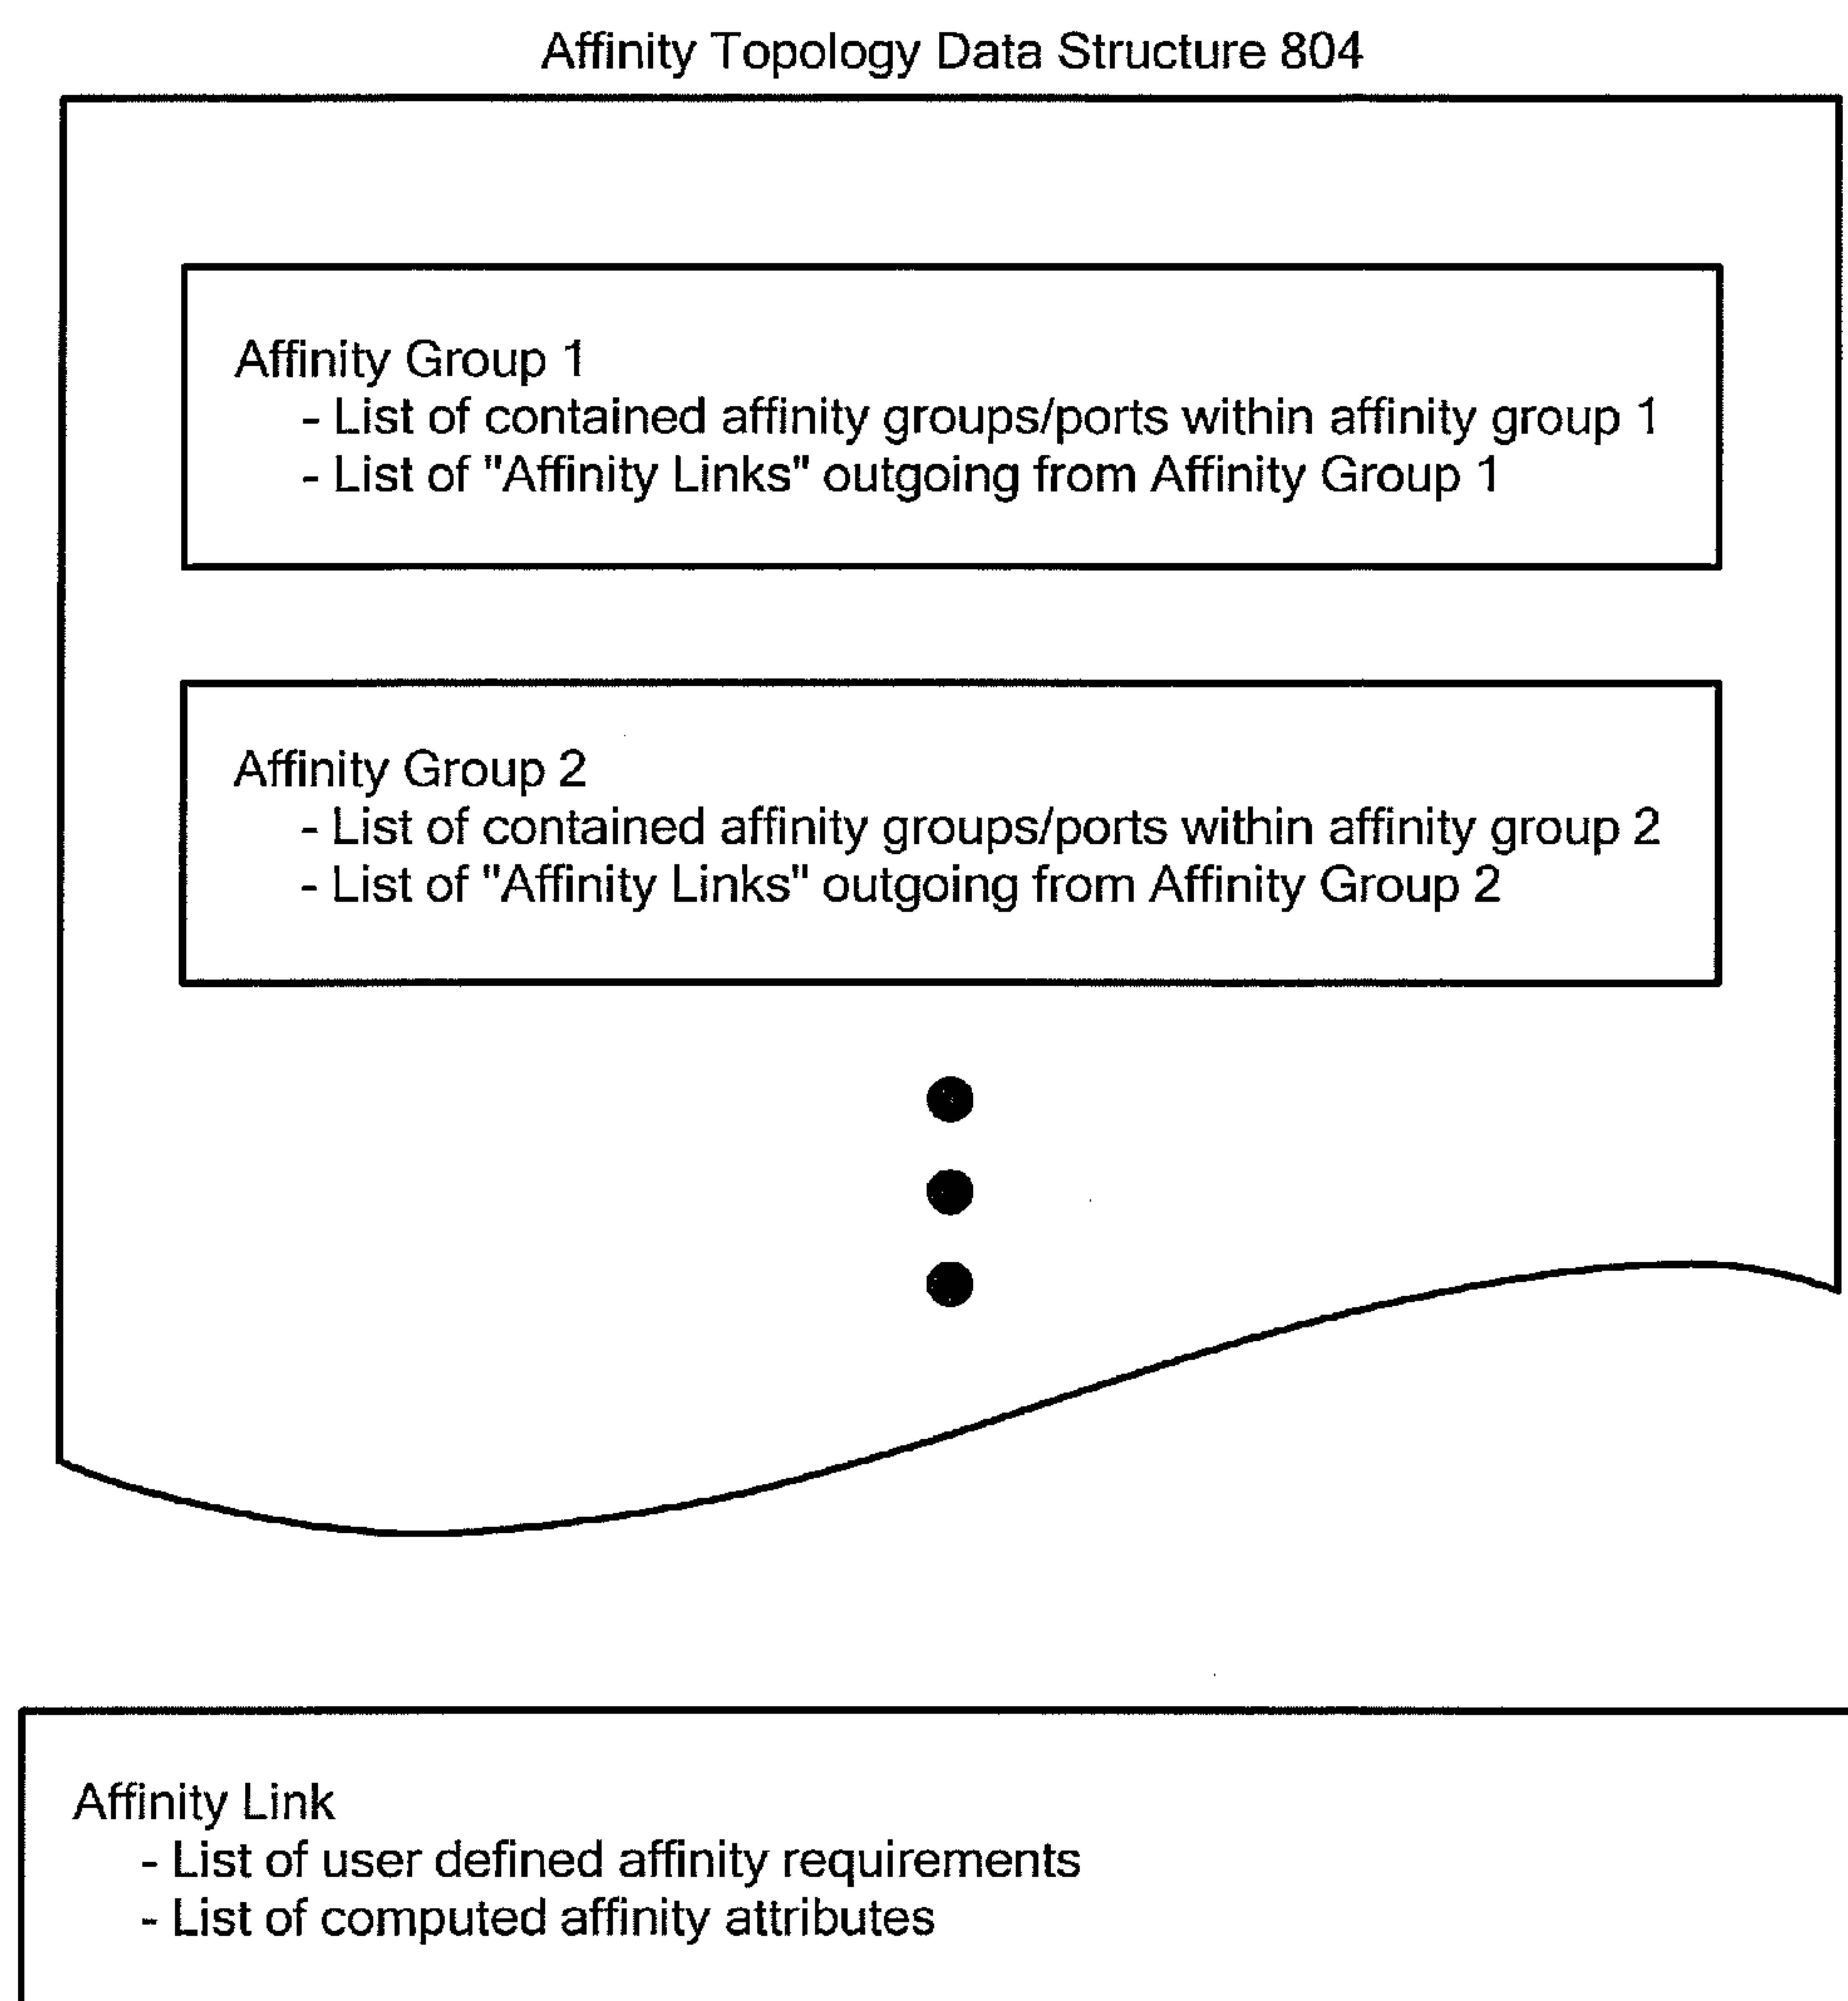 Affinity Topology Data Structure 804
Affinity Group 1
- List of contained affinity groups/ports within affinity group 1
- List of "Affinity Links" outgoing from Affinity Group 1
Affinity Group 2
- List of contained affinity groups/ports within affinity group 2
- List of "Affinity Links" outgoing from Affinity Group 2
Affinity Link
- List of user defined affinity requirements
- List of computed affinity attributes